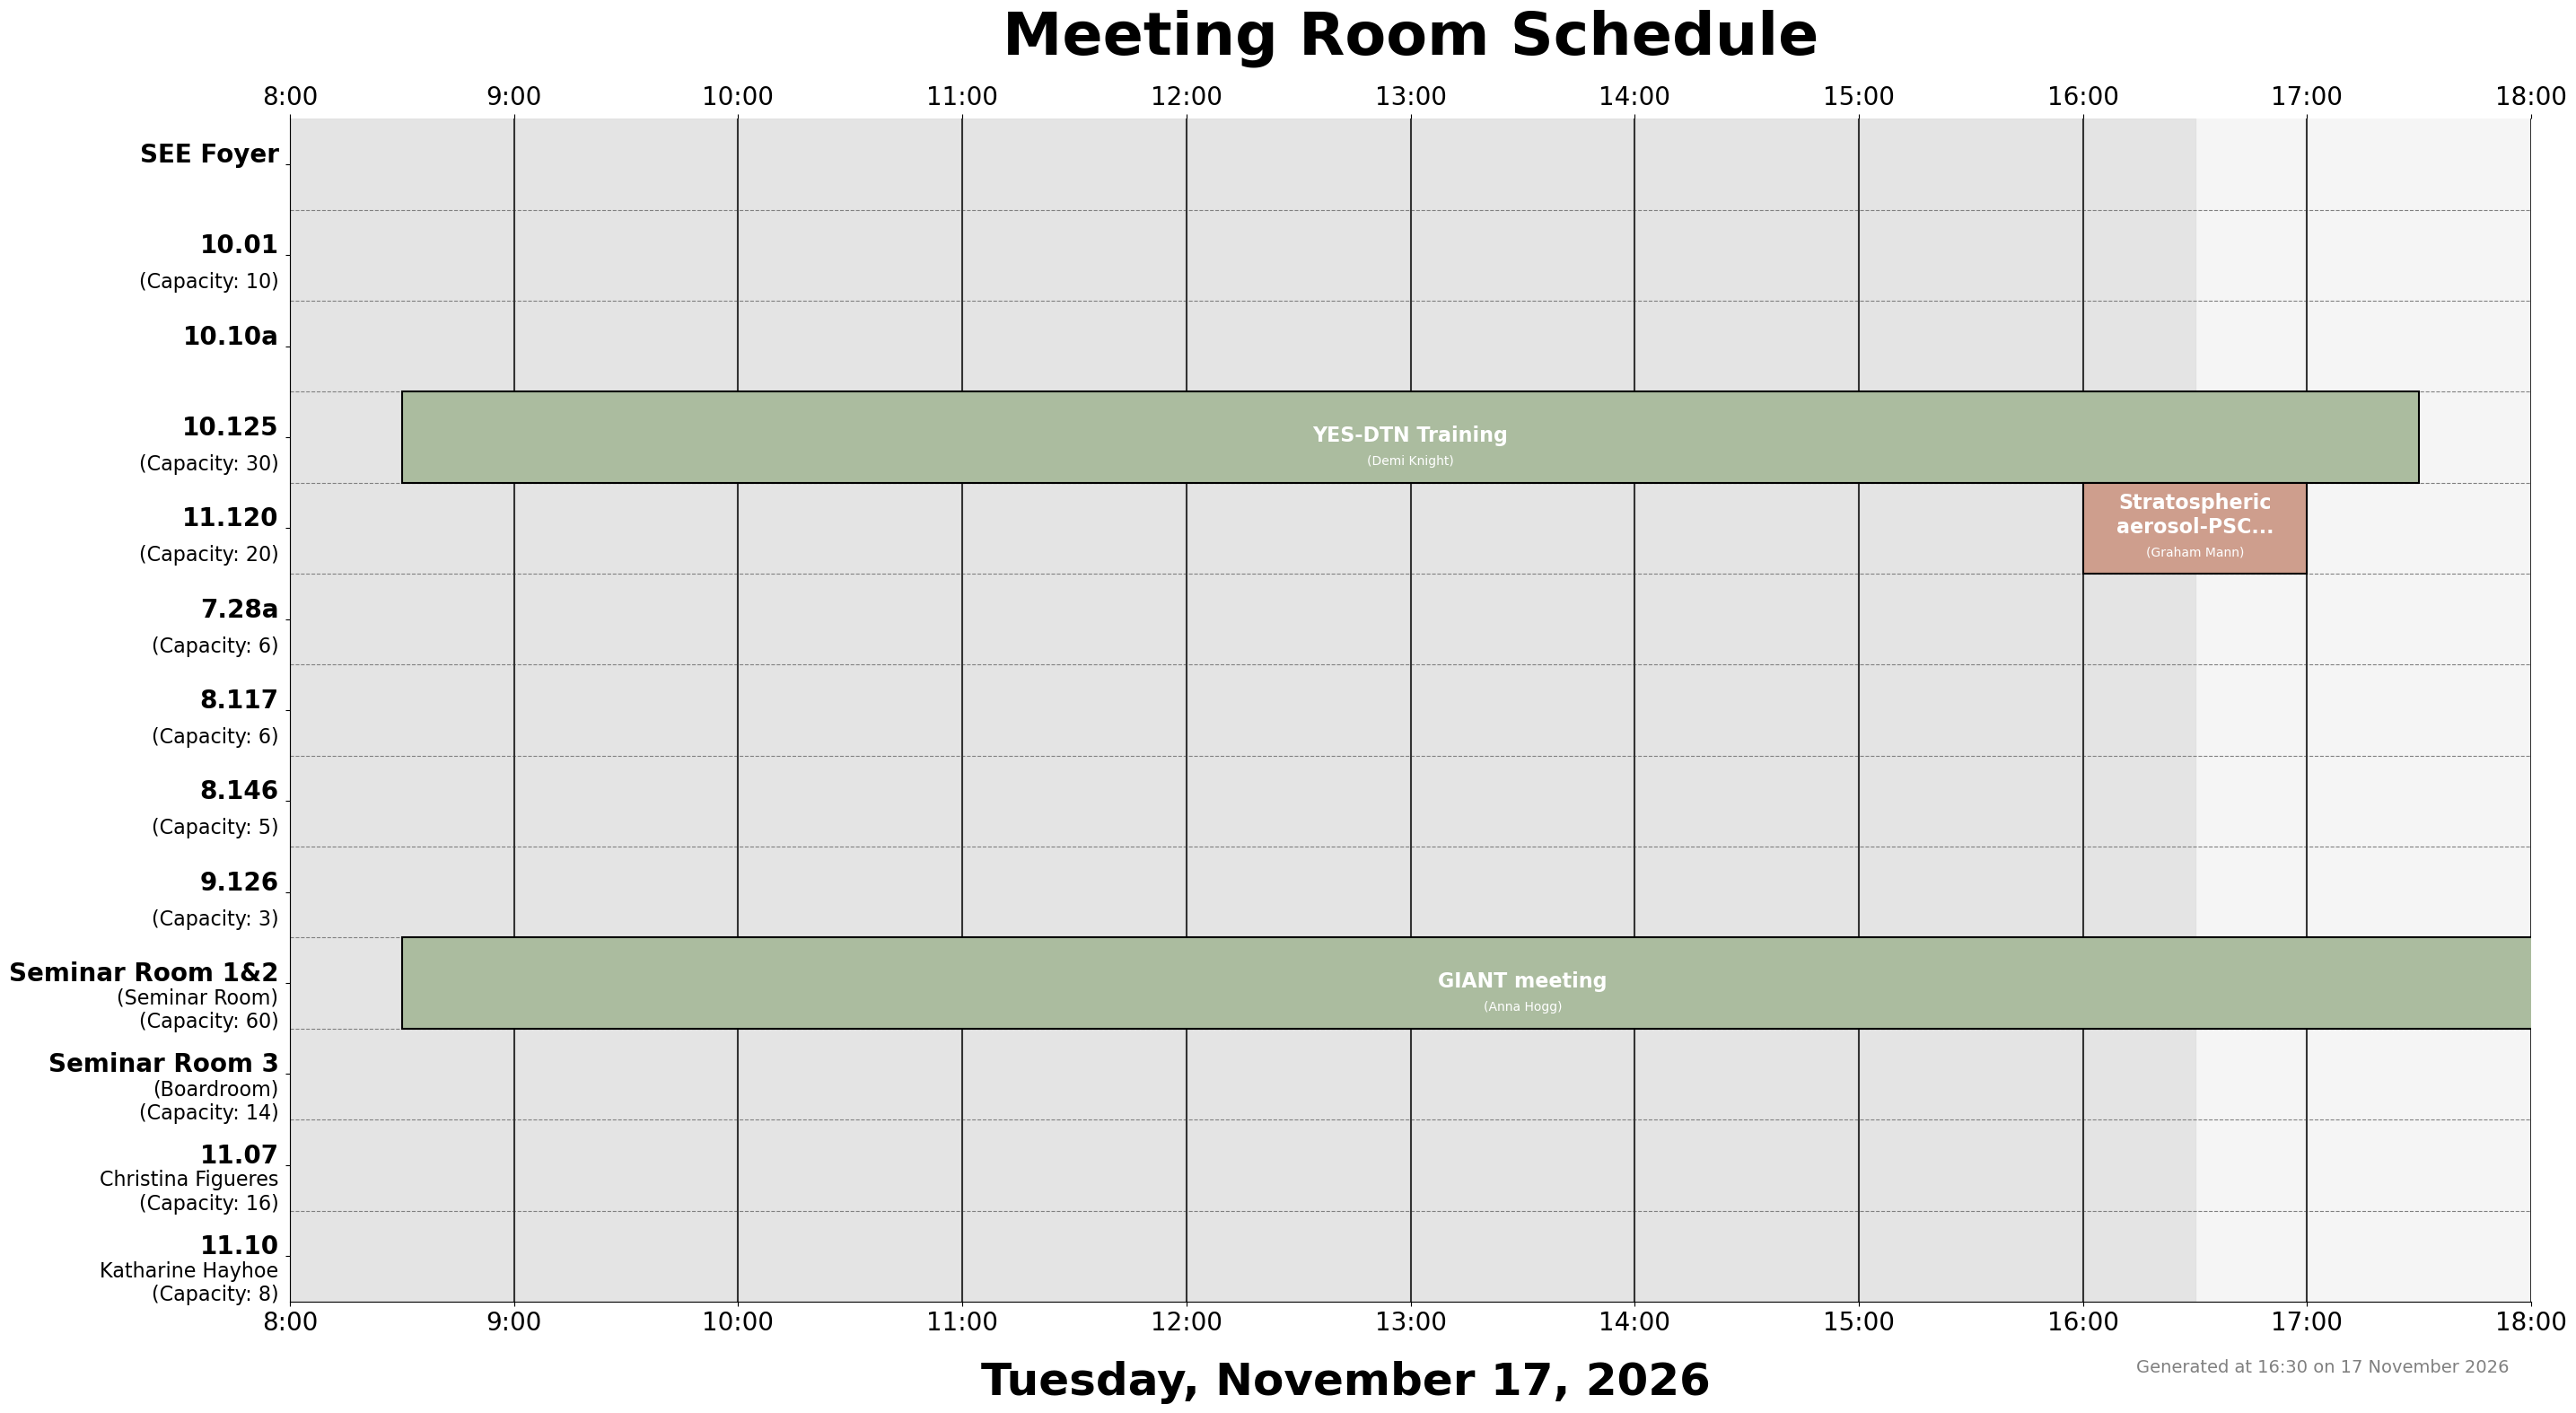 Meeting Room Schedule
8:00 9:00 10:00 11:00 12:00 13:00 14:00 15:00 16:00 17:00 18:00
SEE Foyer
10.01
(Capacity: 10)
10.10a
10.125
(Capacity: 30)
YES-DTN Training
(Demi Knight)
11.120
(Capacity: 20)
Stratospheric
aerosol-PSC...
(Graham Mann)
7.28a
(Capacity: 6)
8.117
(Capacity: 6)
8.146
(Capacity: 5)
9.126
(Capacity: 3)
Seminar Room 1&2
(Seminar Room)
(Capacity: 60)
GIANT meeting
(Anna Hogg)
Seminar Room 3
(Boardroom)
(Capacity: 14)
11.07
Christina Figueres
(Capacity: 16)
11.10
Katharine Hayhoe
(Capacity: 8)
8:00 9:00 10:00 11:00 12:00 13:00 14:00 15:00 16:00 17:00 18:00
Tuesday, November 17, 2026
Generated at 16:30 on 17 November 2026